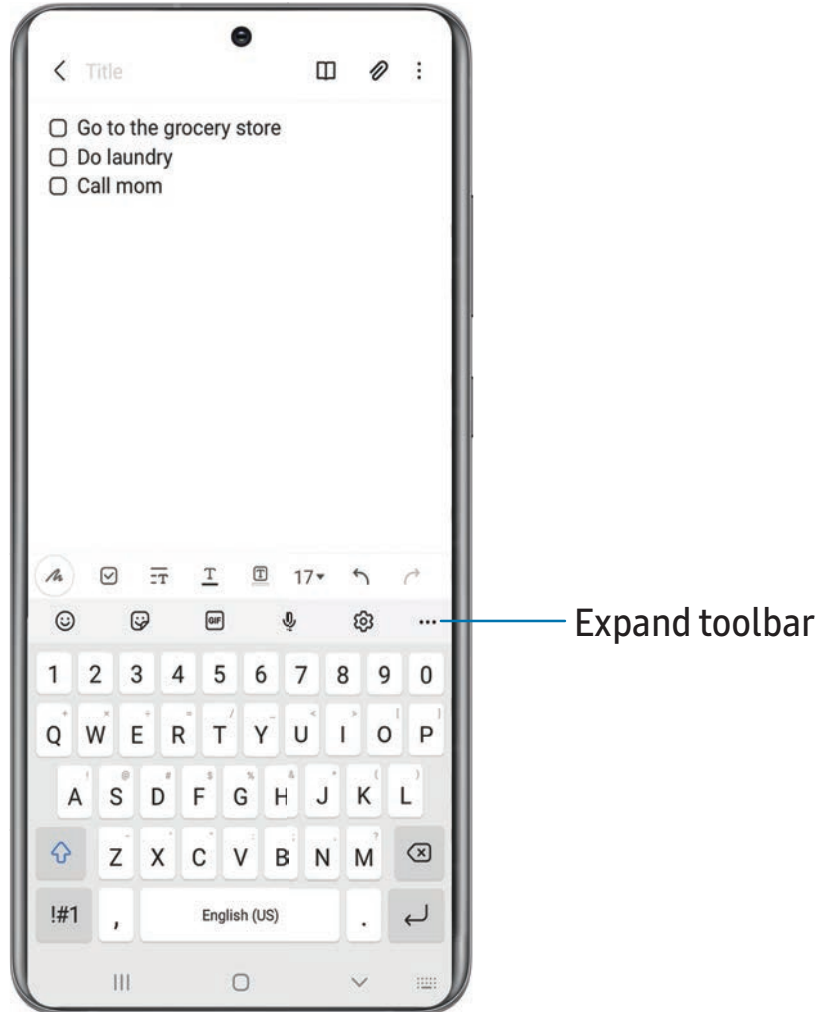 Title
Go to the grocery store
Do laundry
Call mom
T T T 17
GIF
Expand toolbar
1 2 3 4 5 6 7 8 9 0
+ × ÷ = / _ < > [ ]
Q W E R T Y U I O P
! @ # $ % & * ( )
A S D F G H J K L
- ' " : ; , ?
Z X C V B N M
!#1 , English (US) .